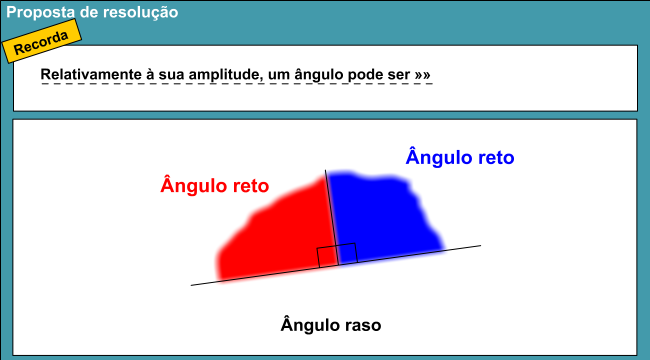 Proposta de resolução
Recorda
Relativamente à sua amplitude, um ângulo pode ser »»
Ângulo reto
Ângulo reto
Ângulo raso